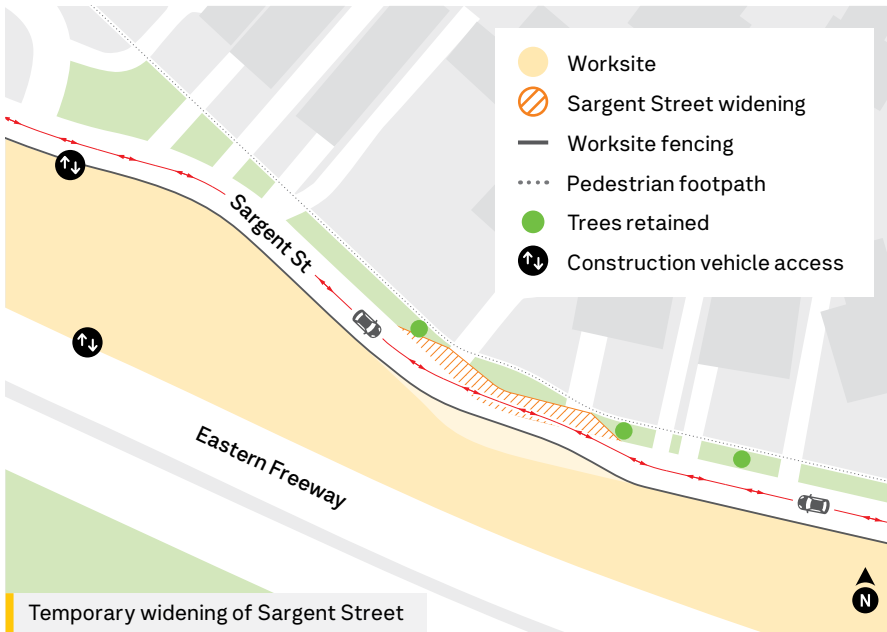 Worksite
Sargent Street widening
Worksite fencing
Pedestrian footpath
Trees retained
Construction vehicle access
Sargent St
Eastern Freeway
N
Temporary widening of Sargent Street